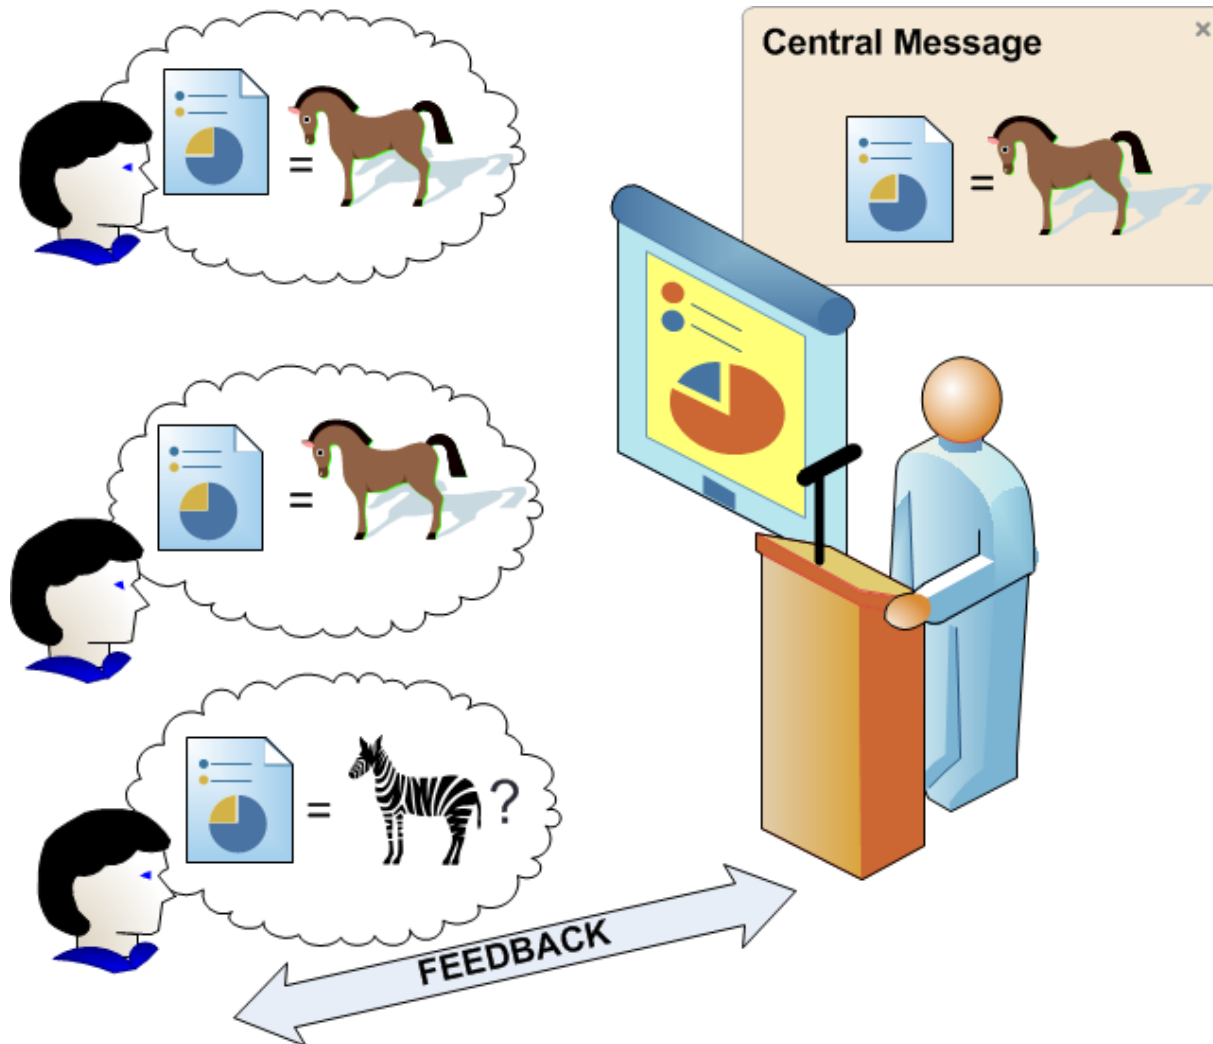 Central Message
=
=
=
=
?
FEEDBACK